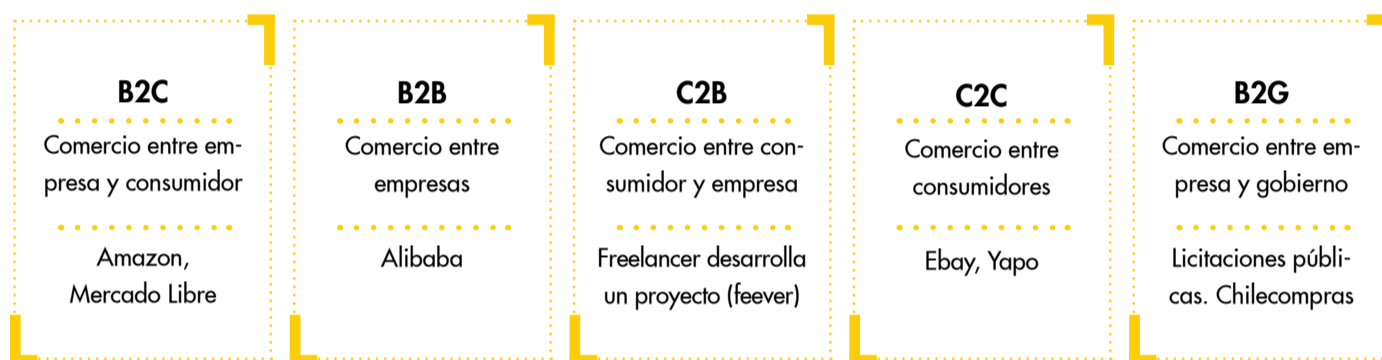 B2C
Comercio entre em-
presa y consumidor
Amazon,
Mercado Libre
B2B
Comercio entre
empresas
Alibaba
C2B
Comercio entre con-
sumidor y empresa
Freelancer desarrolla
un proyecto (feever)
C2C
Comercio entre
consumidores
Ebay, Yapo
B2G
Comercio entre em-
presa y gobierno
Licitaciones públi-
cas. Chilecompras